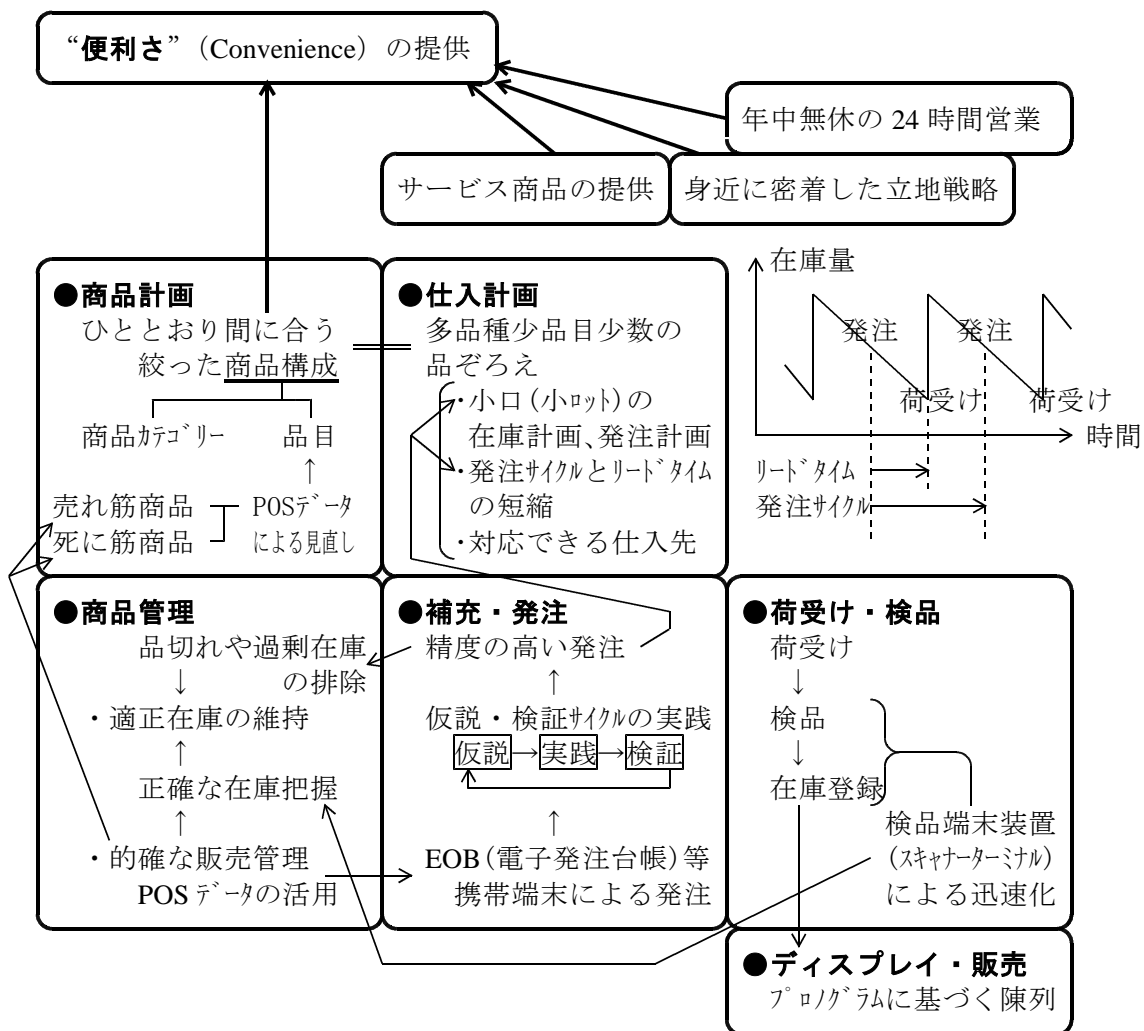 “便利さ”（Convenience）の提供
年中無休の 24 時間営業
サービス商品の提供
身近に密着した立地戦略
●商品計画
ひととおり間に合う
絞った商品構成
商品ｶﾃｺﾞﾘｰ
品目
↑
売れ筋商品
死に筋商品
POSﾃﾞｰﾀ
による見直し
●仕入計画
多品種少品目少数の
品ぞろえ
・小口(小ﾛｯﾄ)の
在庫計画、発注計画
・発注ｻｲｸﾙとﾘｰﾄﾞﾀｲﾑ
の短縮
・対応できる仕入先
在庫量
発注
発注
荷受け
荷受け
時間
ﾘｰﾄﾞﾀｲﾑ
発注ｻｲｸﾙ
●商品管理
品切れや過剰在庫
の排除
↓
・適正在庫の維持
↑
正確な在庫把握
↑
・的確な販売管理
POS ﾃﾞｰﾀの活用
●補充・発注
精度の高い発注
↑
仮説・検証ｻｲｸﾙの実践
仮説→実践→検証
↑
EOB(電子発注台帳)等
携帯端末による発注
●荷受け・検品
荷受け
↓
検品
↓
在庫登録
検品端末装置
(ｽｷｬﾅｰﾀｰﾐﾅﾙ)
による迅速化
●ディスプレイ・販売
ﾌﾟﾛﾉｸﾞﾗﾑに基づく陳列